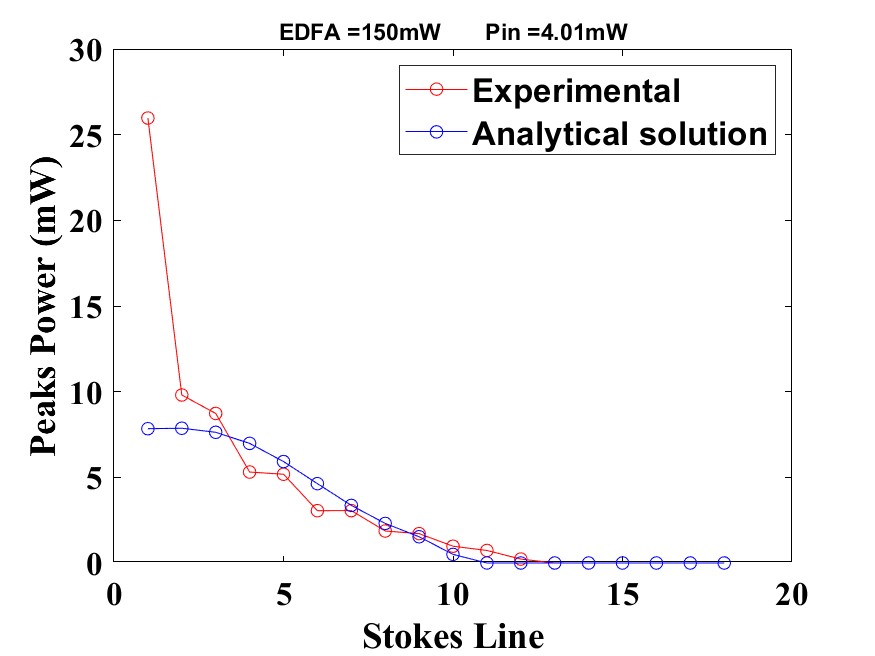 EDFA =150mW Pin =4.01mW
Experimental
Analytical solution
Peaks Power (mW)
30
25
20
15
10
5
0
0 5 10 15 20
Stokes Line